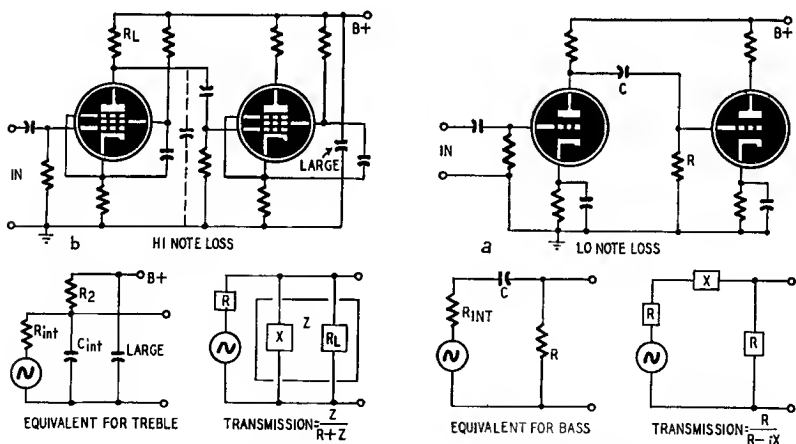 RL
B+
IN
LARGE
b
HI NOTE LOSS
B+
C
IN
R
a
LO NOTE LOSS
B+
R2
Rint
Cint
LARGE
EQUIVALENT FOR TREBLE
R
Z
X
RL
TRANSMISSION=Z/R+Z
C
RINT
R
EQUIVALENT FOR BASS
X
R
R
TRANSMISSION=R/R-jX